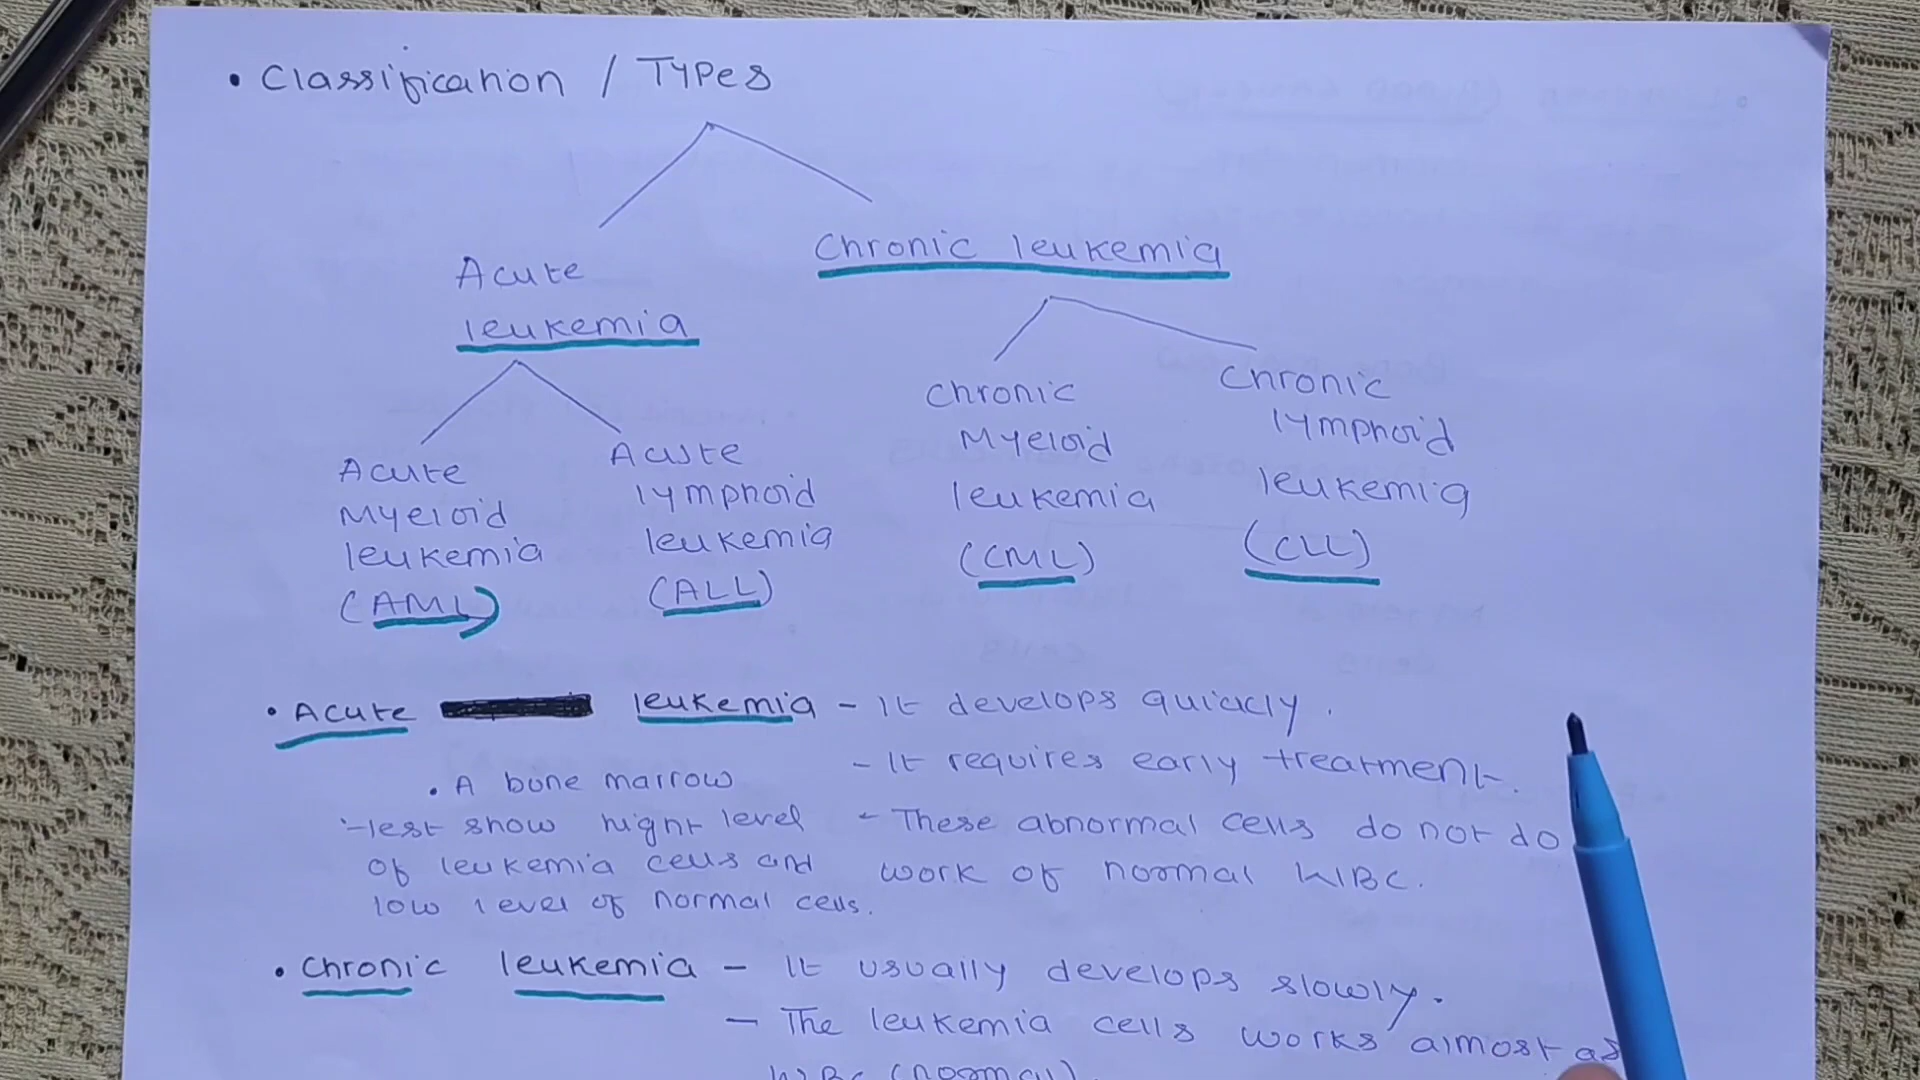 • Classification / Types
Acute
leukemia
Chronic leukemia
Acute
Myeloid
leukemia
(AML)
Acute
lymphoid
leukemia
(ALL)
Chronic
Myeloid
leukemia
(CML)
Chronic
lymphoid
leukemia
(CLL)
• Acute leukemia - It develops quickly.
- It requires early treatment.
- These abnormal cells do not do
work of normal WBC.
• A bone marrow
test show hight level
of leukemia cells and
low level of normal cells.
• Chronic leukemia - It usually develops slowly.
- The leukemia cells works almost as
WBC (normal).